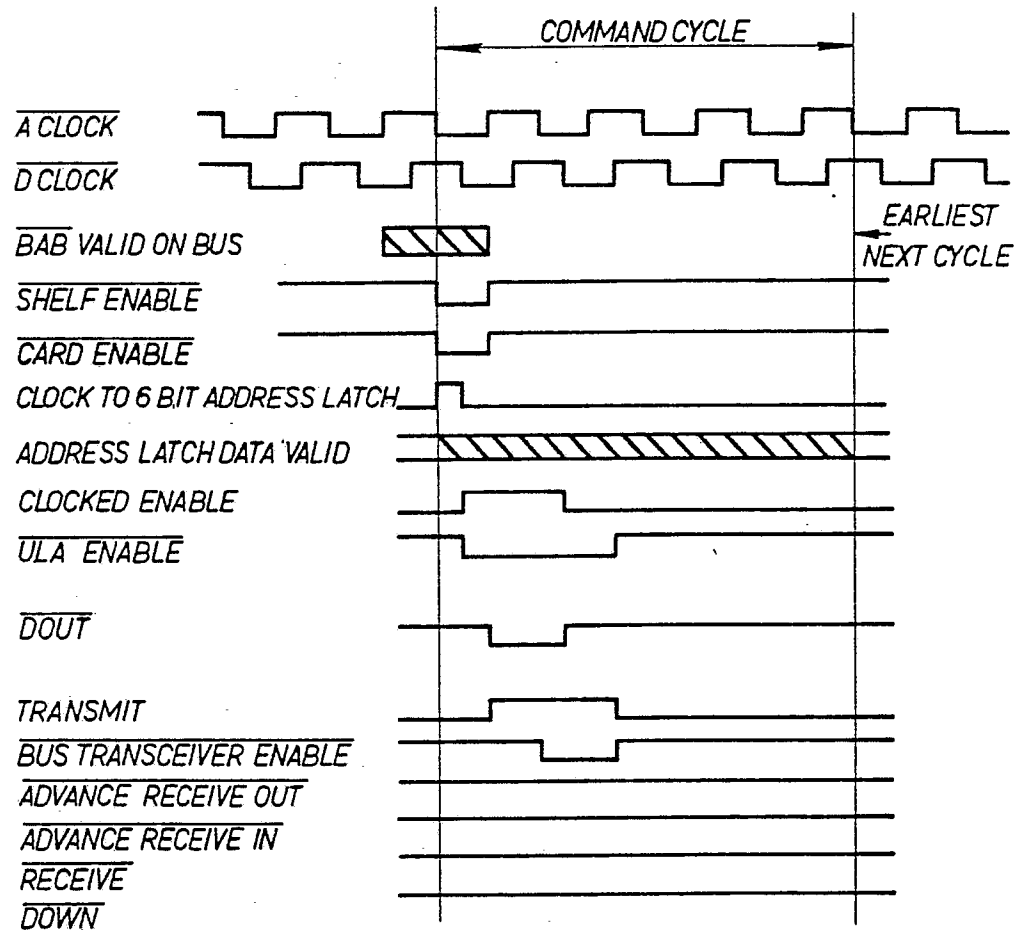 COMMAND CYCLE
A CLOCK
D CLOCK
EARLIEST
BAB VALID ON BUS
NEXT CYCLE
SHELF ENABLE
CARD ENABLE
CLOCK TO 6 BIT ADDRESS LATCH
ADDRESS LATCH DATA VALID
CLOCKED ENABLE
ULA ENABLE
DOUT
TRANSMIT
BUS TRANSCEIVER ENABLE
ADVANCE RECEIVE OUT
ADVANCE RECEIVE IN
RECEIVE
DOWN